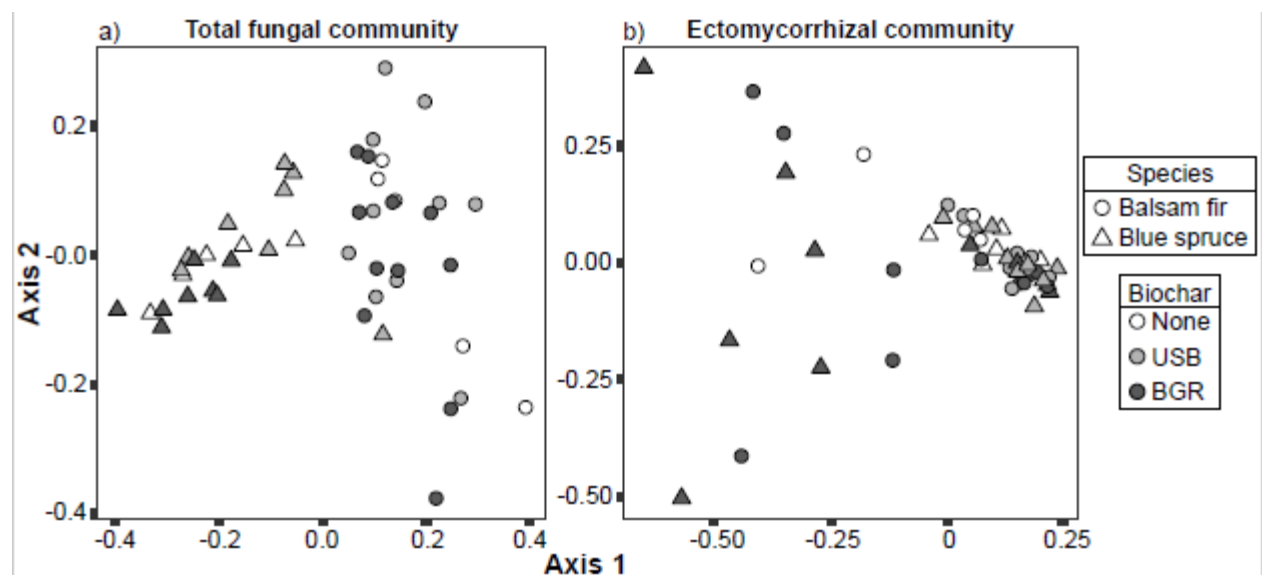 a) Total fungal community
b) Ectomycorrhizal community
0.2
-0.0
-0.2
-0.4
Axis 2
0.25
0.00
-0.25
-0.50
-0.4 -0.2 0.0 0.2 0.4
-0.50 -0.25 0 0.25
Axis 1
Species
Balsam fir
Blue spruce
Biochar
None
USB
BGR